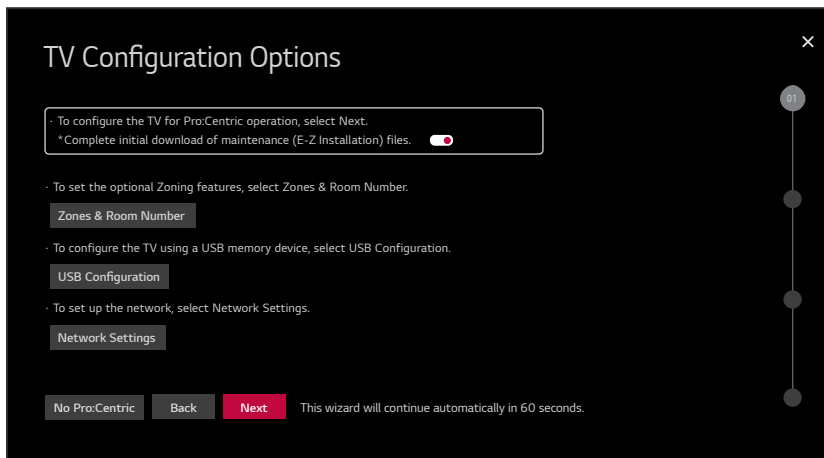 TV Configuration Options
01
· To configure the TV for Pro:Centric operation, select Next.
*Complete initial download of maintenance (E-Z Installation) files.
· To set the optional Zoning features, select Zones & Room Number.
Zones & Room Number
· To configure the TV using a USB memory device, select USB Configuration.
USB Configuration
· To set up the network, select Network Settings.
Network Settings
No Pro:Centric Back Next This wizard will continue automatically in 60 seconds.